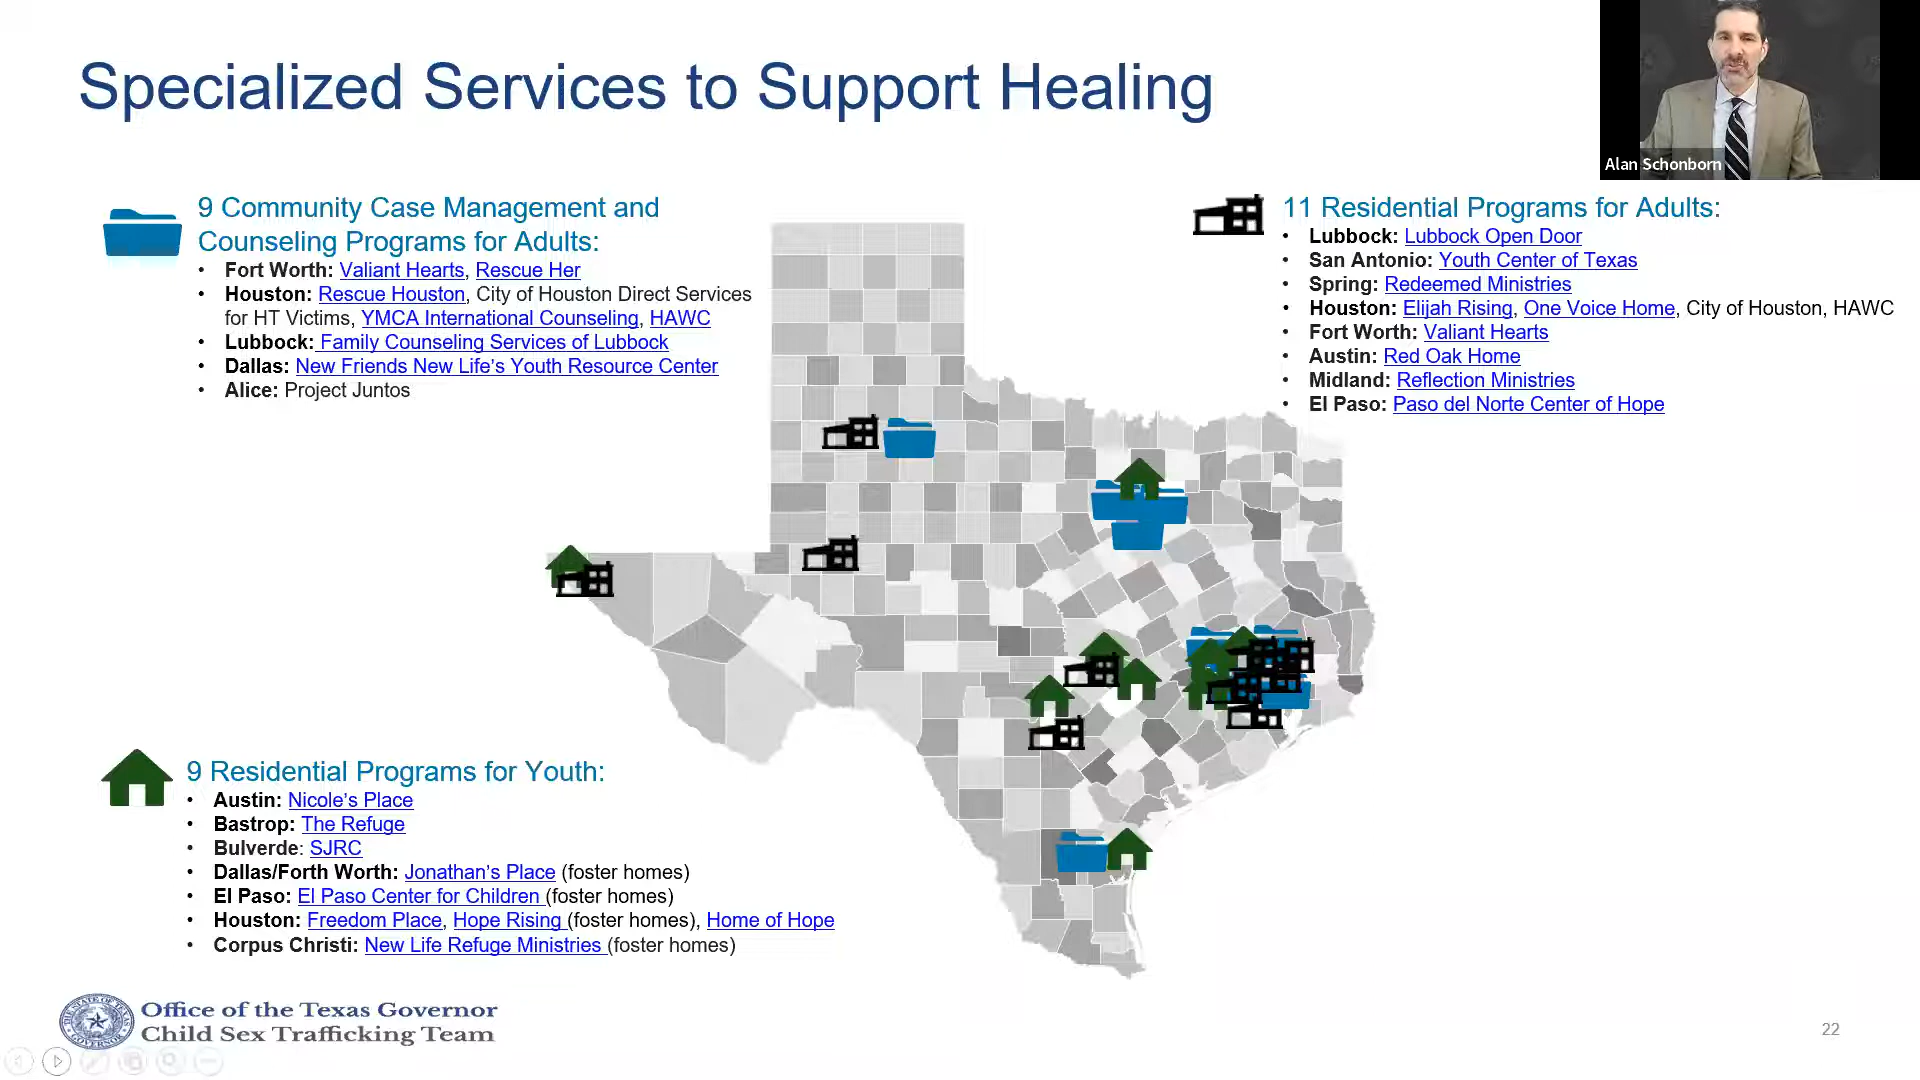 Specialized Services to Support Healing
Alan Schonborn
9 Community Case Management and
Counseling Programs for Adults:
• Fort Worth: Valiant Hearts, Rescue Her
• Houston: Rescue Houston, City of Houston Direct Services
for HT Victims, YMCA International Counseling, HAWC
• Lubbock: Family Counseling Services of Lubbock
• Dallas: New Friends New Life’s Youth Resource Center
• Alice: Project Juntos
11 Residential Programs for Adults:
• Lubbock: Lubbock Open Door
• San Antonio: Youth Center of Texas
• Spring: Redeemed Ministries
• Houston: Elijah Rising, One Voice Home, City of Houston, HAWC
• Fort Worth: Valiant Hearts
• Austin: Red Oak Home
• Midland: Reflection Ministries
• El Paso: Paso del Norte Center of Hope
9 Residential Programs for Youth:
• Austin: Nicole’s Place
• Bastrop: The Refuge
• Bulverde: SJRC
• Dallas/Forth Worth: Jonathan’s Place (foster homes)
• El Paso: El Paso Center for Children (foster homes)
• Houston: Freedom Place, Hope Rising (foster homes), Home of Hope
• Corpus Christi: New Life Refuge Ministries (foster homes)
Office of the Texas Governor
Child Sex Trafficking Team
22